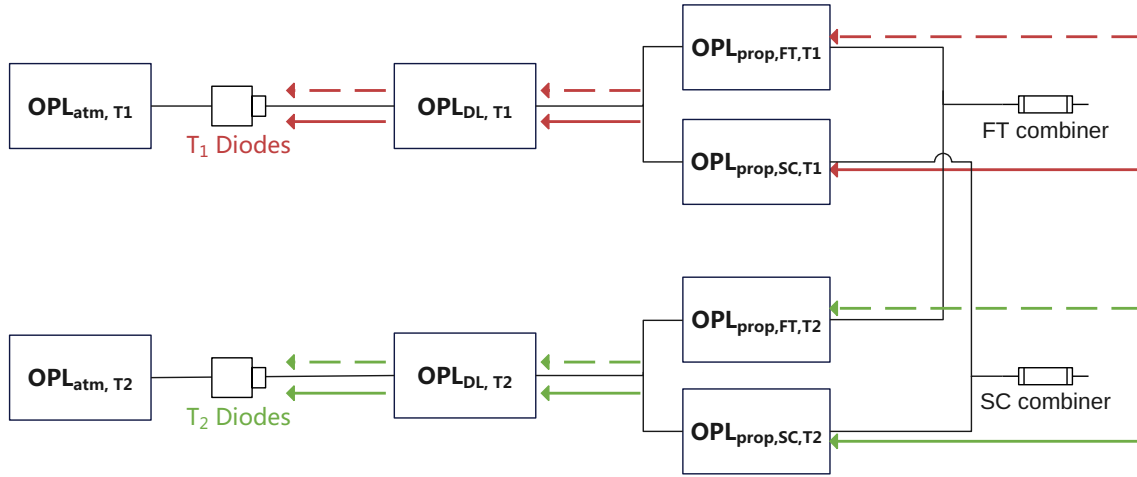 OPLprop,FT,T1
OPLatm, T1
OPLDL, T1
FT combiner
T1 Diodes
OPLprop,SC,T1
OPLprop,FT,T2
OPLatm, T2
OPLDL, T2
SC combiner
T2 Diodes
OPLprop,SC,T2